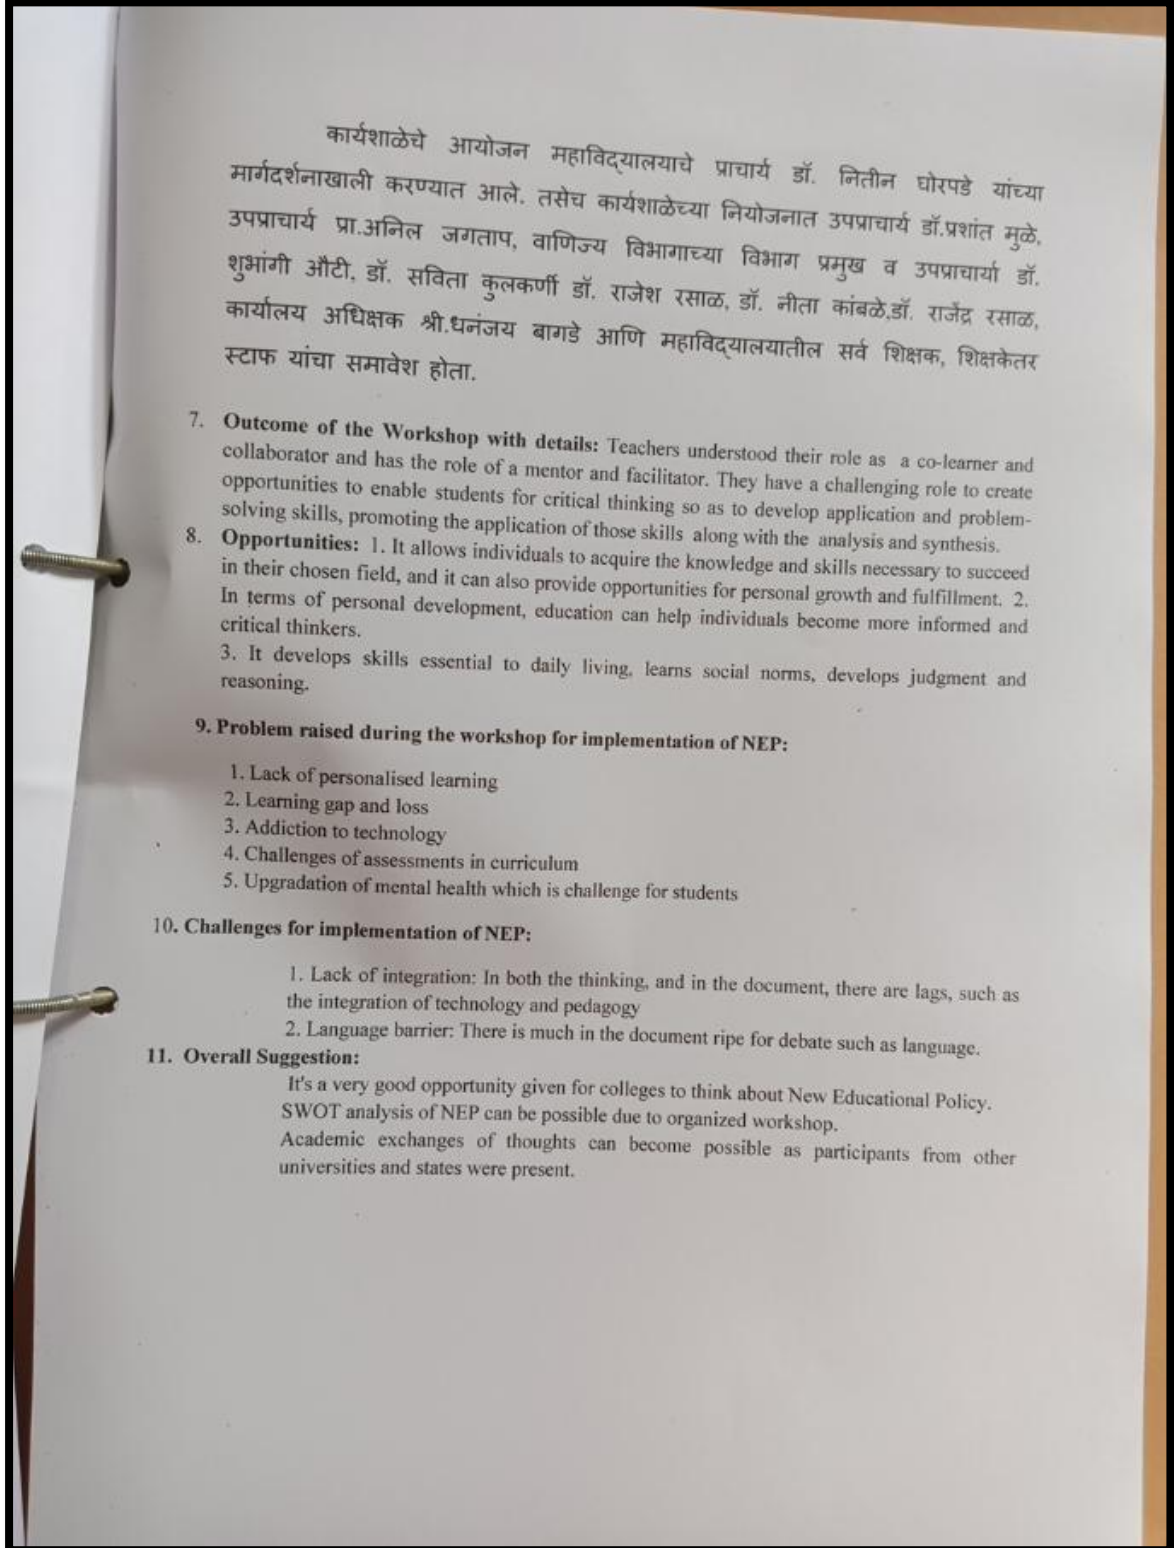 कार्यशाळेचे आयोजन महाविद्यालयाचे प्राचार्य डॉ. नितीन घोरपडे यांच्या
मार्गदर्शनाखाली करण्यात आले. तसेच कार्यशाळेच्या नियोजनात उपप्राचार्य डॉ.प्रशांत मुळे,
उपप्राचार्य प्रा.अनिल जगताप, वाणिज्य विभागाच्या विभाग प्रमुख व उपप्राचार्या डॉ.
शुभांगी औटी, डॉ. सविता कुलकर्णी डॉ. राजेश रसाळ, डॉ. नीता कांबळे,डॉ. राजेंद्र रसाळ,
कार्यालय अधिक्षक श्री.धनंजय बागडे आणि महाविद्यालयातील सर्व शिक्षक, शिक्षकेतर
स्टाफ यांचा समावेश होता.
7. Outcome of the Workshop with details: Teachers understood their role as a co-learner and
collaborator and has the role of a mentor and facilitator. They have a challenging role to create
opportunities to enable students for critical thinking so as to develop application and problem-
solving skills, promoting the application of those skills along with the analysis and synthesis.
8. Opportunities: 1. It allows individuals to acquire the knowledge and skills necessary to succeed
in their chosen field, and it can also provide opportunities for personal growth and fulfillment. 2.
In terms of personal development, education can help individuals become more informed and
critical thinkers.
3. It develops skills essential to daily living, learns social norms, develops judgment and
reasoning.
9. Problem raised during the workshop for implementation of NEP:
1. Lack of personalised learning
2. Learning gap and loss
3. Addiction to technology
4. Challenges of assessments in curriculum
5. Upgradation of mental health which is challenge for students
10. Challenges for implementation of NEP:
1. Lack of integration: In both the thinking, and in the document, there are lags, such as
the integration of technology and pedagogy
2. Language barrier: There is much in the document ripe for debate such as language.
11. Overall Suggestion:
It's a very good opportunity given for colleges to think about New Educational Policy.
SWOT analysis of NEP can be possible due to organized workshop.
Academic exchanges of thoughts can become possible as participants from other
universities and states were present.